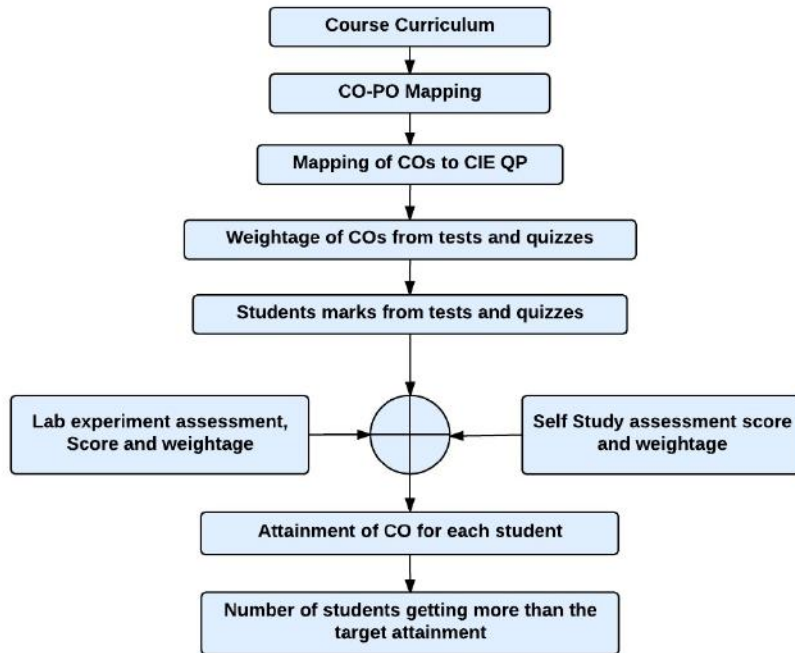 Course Curriculum
CO-PO Mapping
Mapping of COs to CIE QP
Weightage of COs from tests and quizzes
Students marks from tests and quizzes
Lab experiment assessment,
Score and weightage
Self Study assessment score
and weightage
Attainment of CO for each student
Number of students getting more than the
target attainment